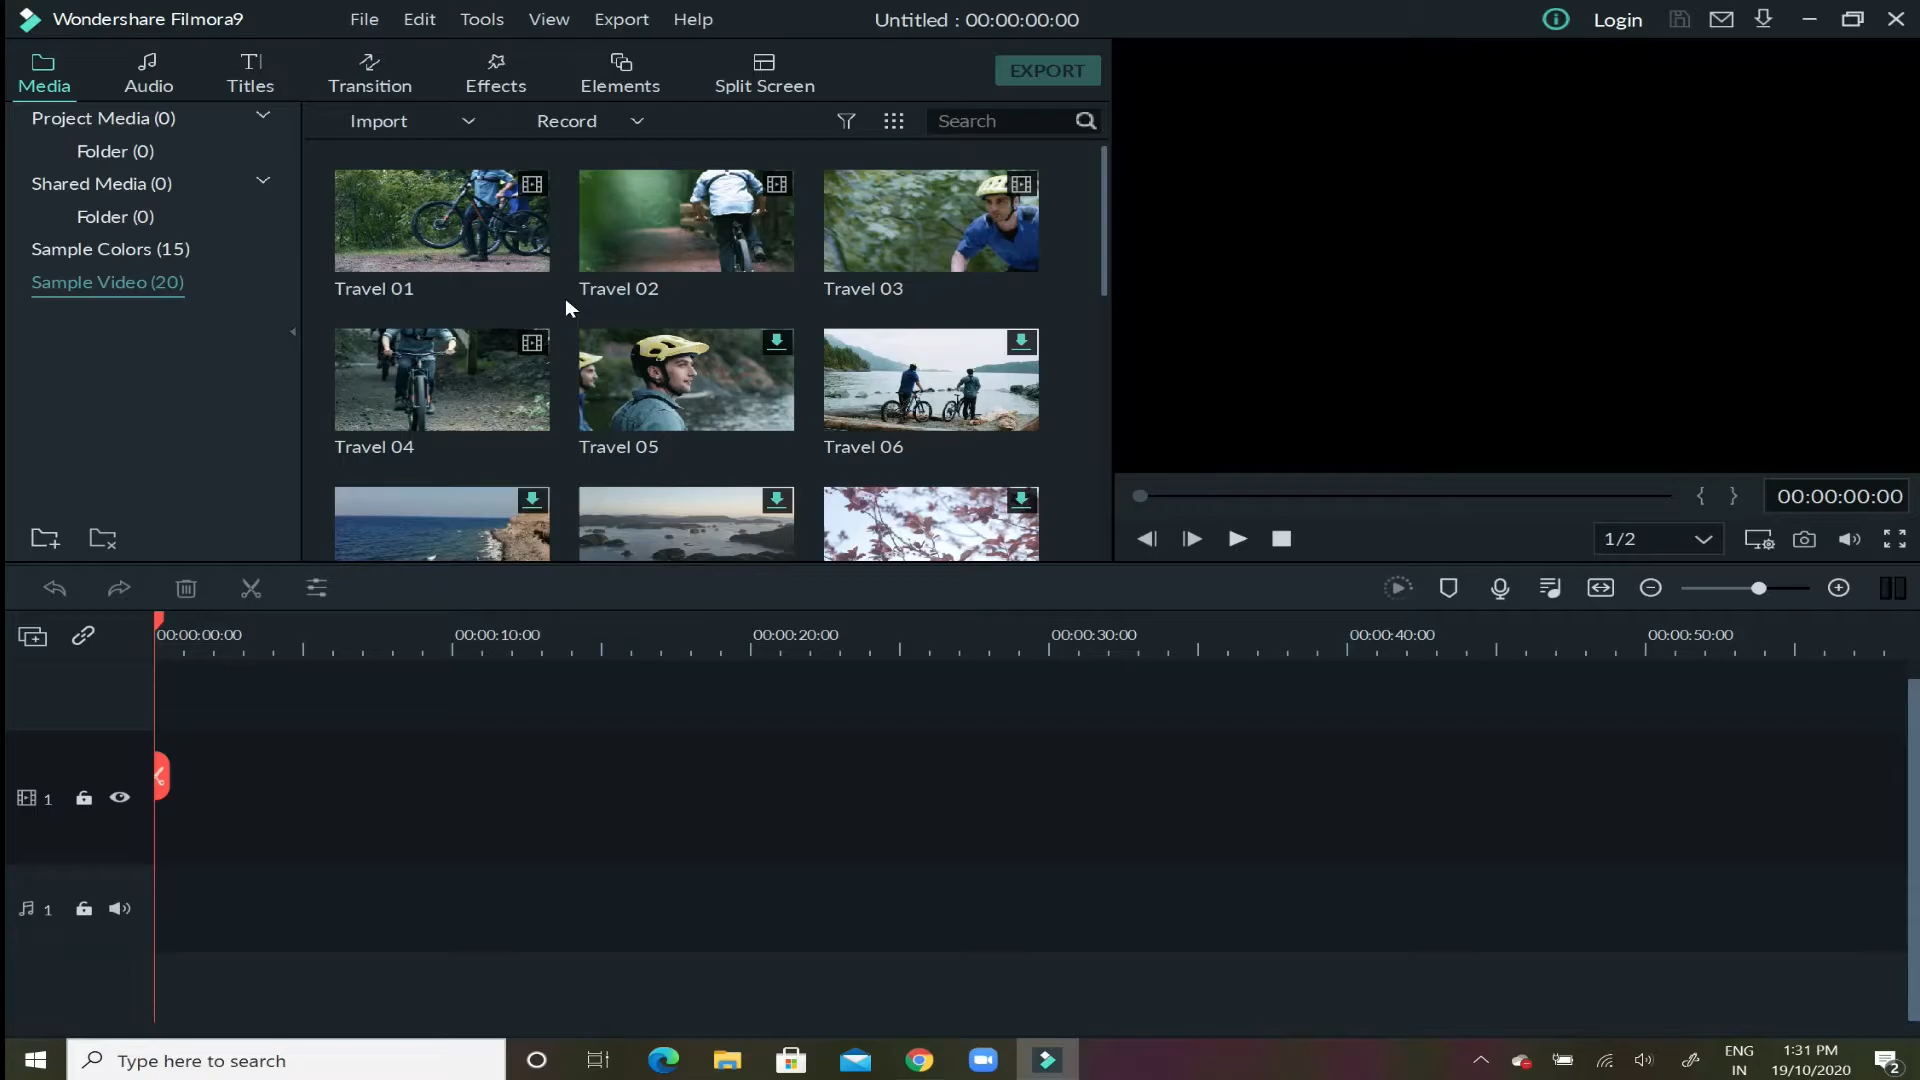 Wondershare Filmora9
File Edit Tools View Export Help
Untitled : 00:00:00:00
Login
Media
Audio
Titles
Transition
Effects
Elements
Split Screen
EXPORT
Project Media (0)
Folder (0)
Shared Media (0)
Folder (0)
Sample Colors (15)
Sample Video (20)
Import
Record
Search
Travel 01
Travel 02
Travel 03
Travel 04
Travel 05
Travel 06
{ }
00:00:00:00
1/2
00:00:00:00
00:00:10:00
00:00:20:00
00:00:30:00
00:00:40:00
00:00:50:00
1
1
Type here to search
ENG
IN
1:31 PM
19/10/2020
2